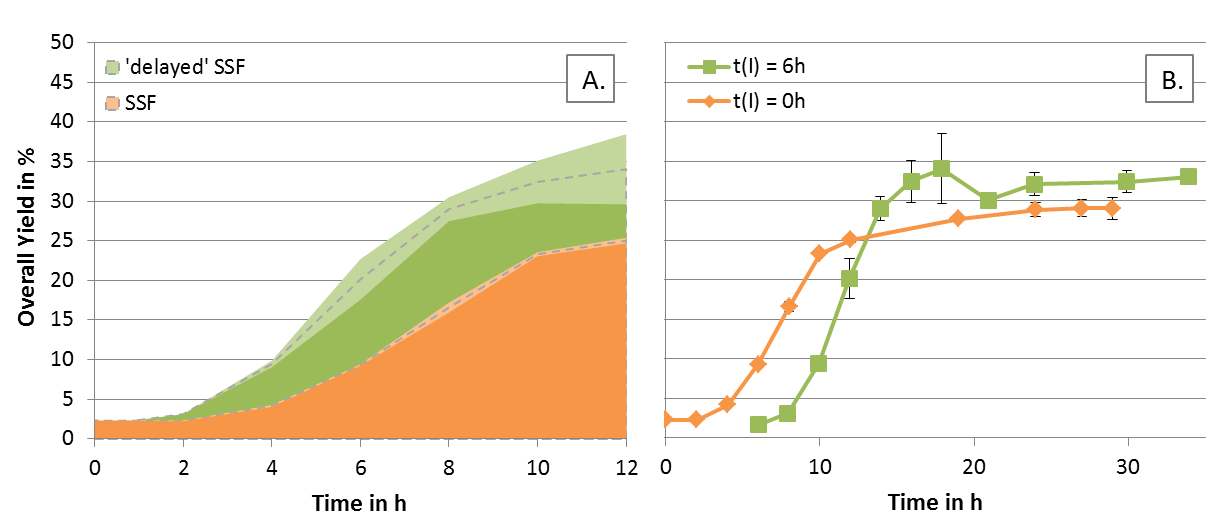 50
45
40
35
30
25
20
15
10
5
0
Overall Yield in %
'delayed' SSF
SSF
A.
0 2 4 6 8 10 12
Time in h
t(I) = 6h
t(I) = 0h
B.
0 10 20 30
Time in h